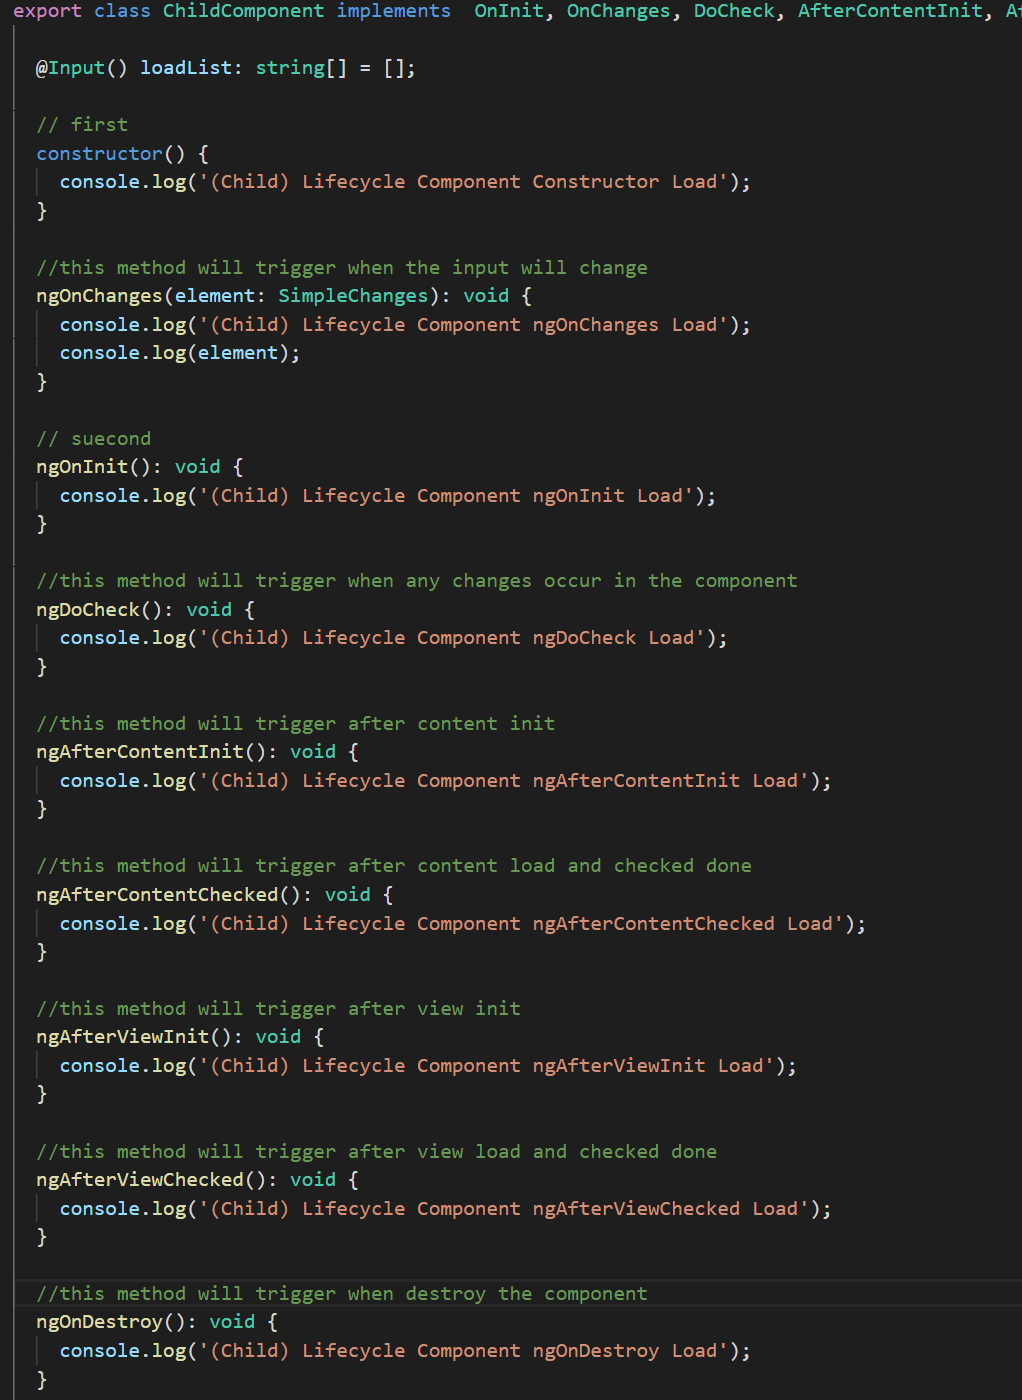 export class ChildComponent implements  OnInit, OnChanges, DoCheck, AfterContentInit,
@Input() loadList: string[] = [];
// first
constructor() {
console.log('(Child) Lifecycle Component Constructor Load');
}
//this method will trigger when the input will change
ngOnChanges(element: SimpleChanges): void {
console.log('(Child) Lifecycle Component ngOnChanges Load');
console.log(element);
}
// suecond
ngOnInit(): void {
console.log('(Child) Lifecycle Component ngOnInit Load');
}
//this method will trigger when any changes occur in the component
ngDoCheck(): void {
console.log('(Child) Lifecycle Component ngDoCheck Load');
}
//this method will trigger after content init
ngAfterContentInit(): void {
console.log('(Child) Lifecycle Component ngAfterContentInit Load');
}
//this method will trigger after content load and checked done
ngAfterContentChecked(): void {
console.log('(Child) Lifecycle Component ngAfterContentChecked Load');
}
//this method will trigger after view init
ngAfterViewInit(): void {
console.log('(Child) Lifecycle Component ngAfterViewInit Load');
}
//this method will trigger after view load and checked done
ngAfterViewChecked(): void {
console.log('(Child) Lifecycle Component ngAfterViewChecked Load');
}
//this method will trigger when destroy the component
ngOnDestroy(): void {
console.log('(Child) Lifecycle Component ngOnDestroy Load');
}